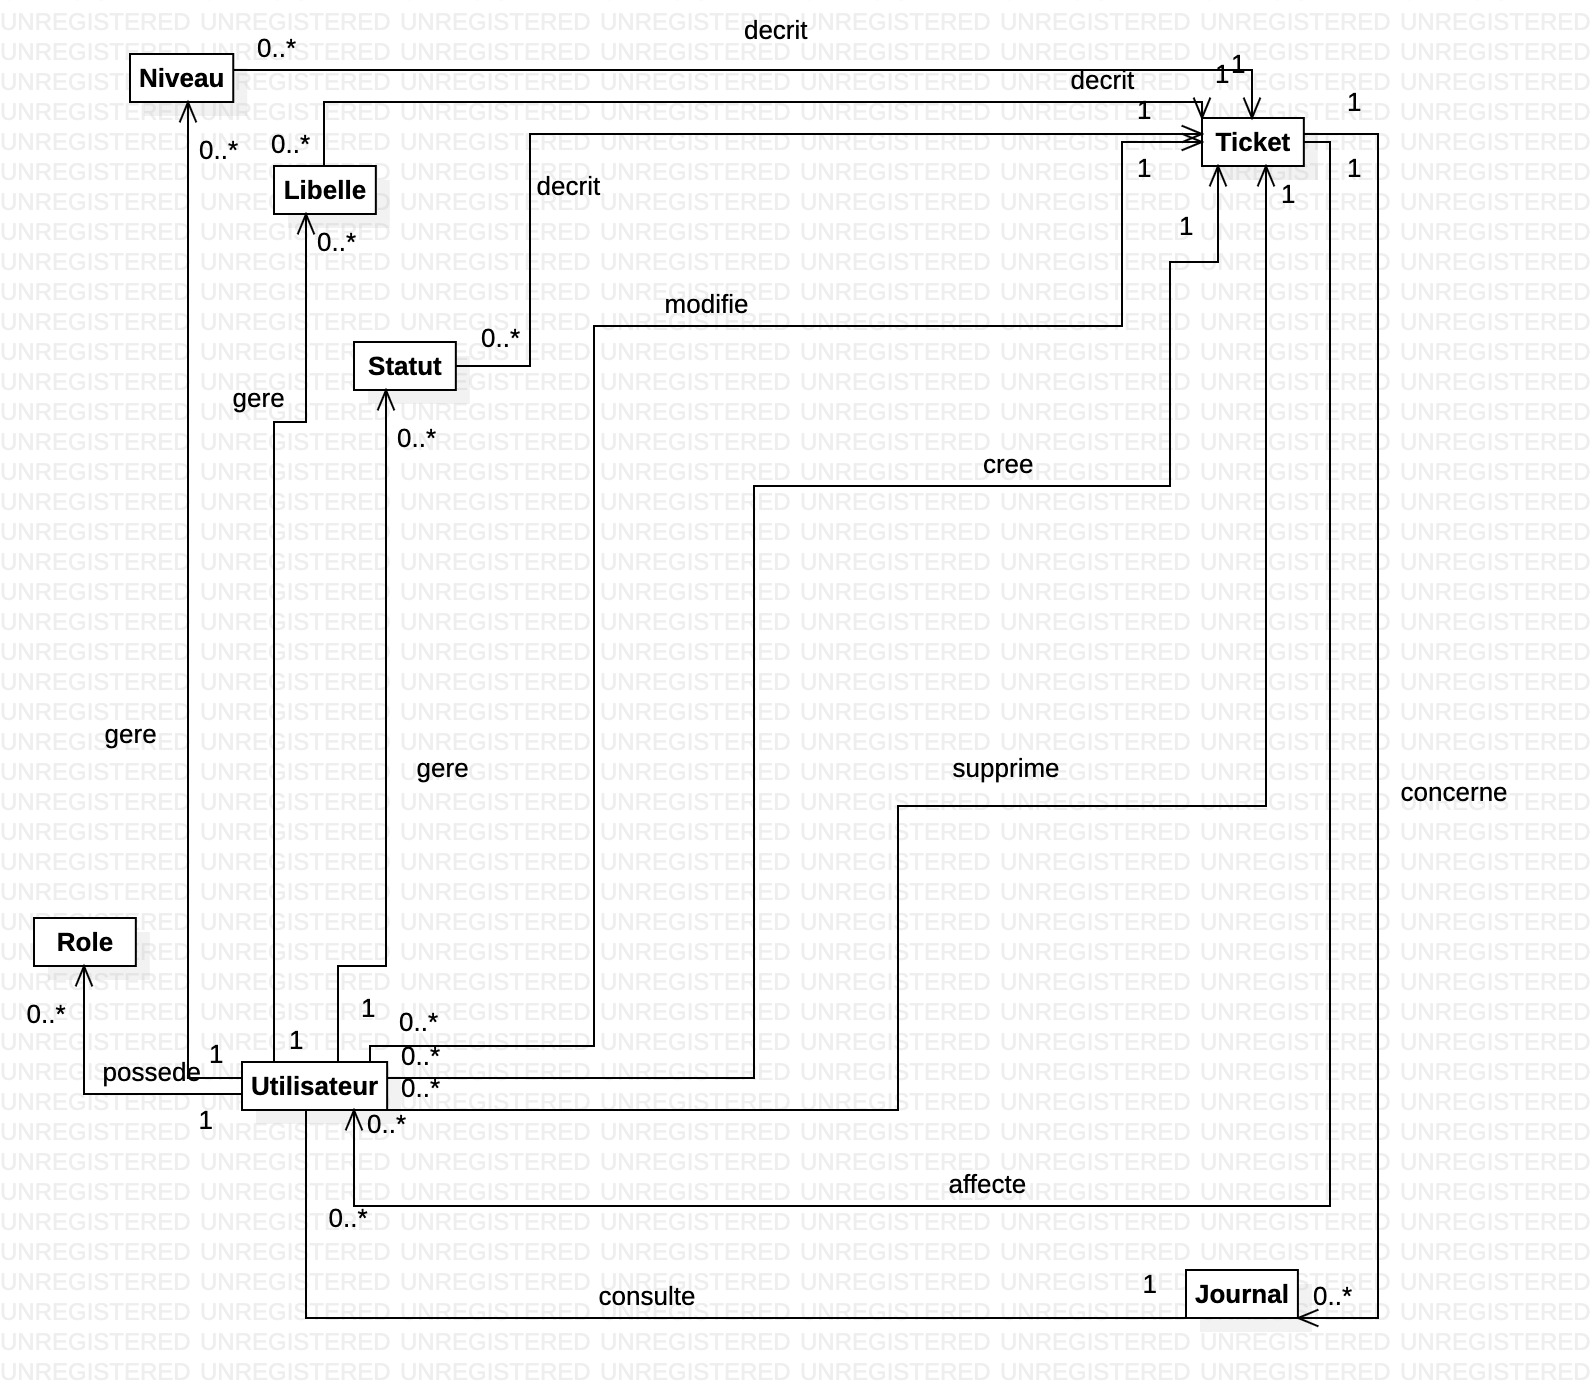 decrit
0..*
Niveau
1
1
decrit
1
1
0..*
0..*
Ticket
1
1
Libelle
decrit
1
1
0..*
modifie
0..*
Statut
gere
0..*
cree
gere
gere
supprime
concerne
Role
0..*
1
0..*
1
1
0..*
possede
Utilisateur
0..*
1
0..*
affecte
0..*
consulte
1
Journal
0..*
UNREGISTERED